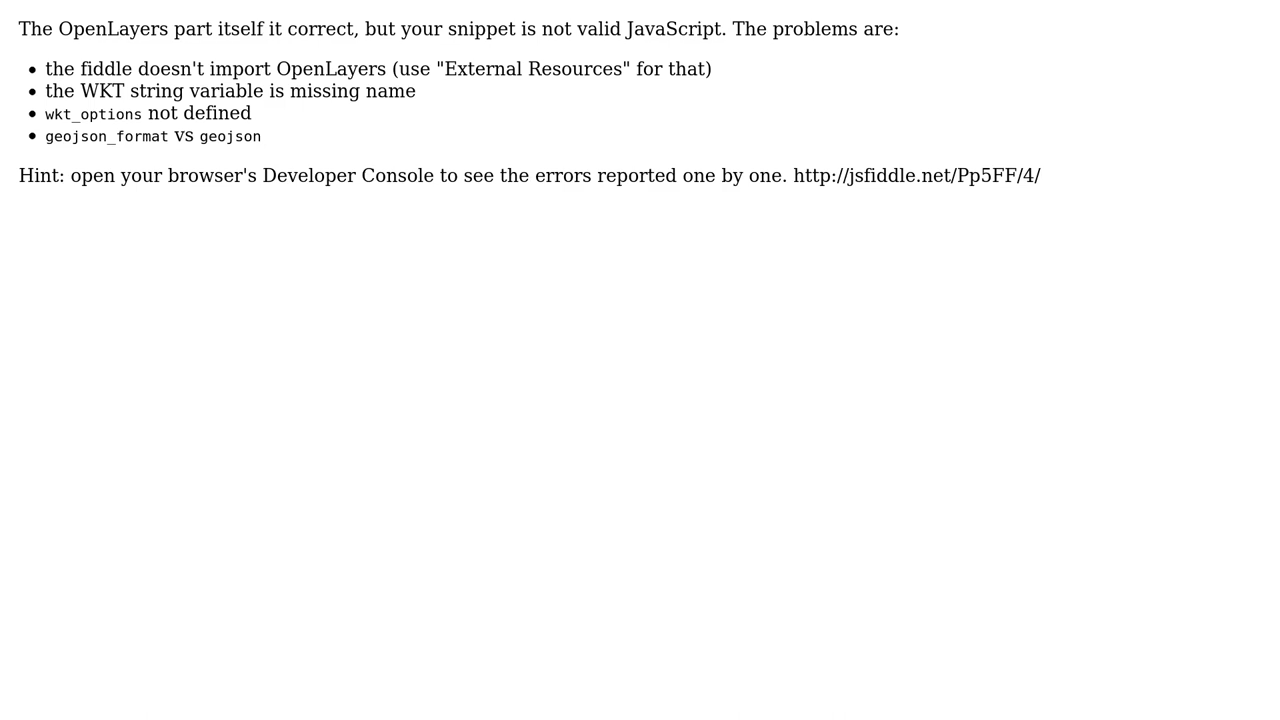 The OpenLayers part itself it correct, but your snippet is not valid JavaScript. The problems are:
the fiddle doesn't import OpenLayers (use "External Resources" for that)
the WKT string variable is missing name
wkt_options not defined
geojson_format vs geojson
Hint: open your browser's Developer Console to see the errors reported one by one. http://jsfiddle.net/Pp5FF/4/